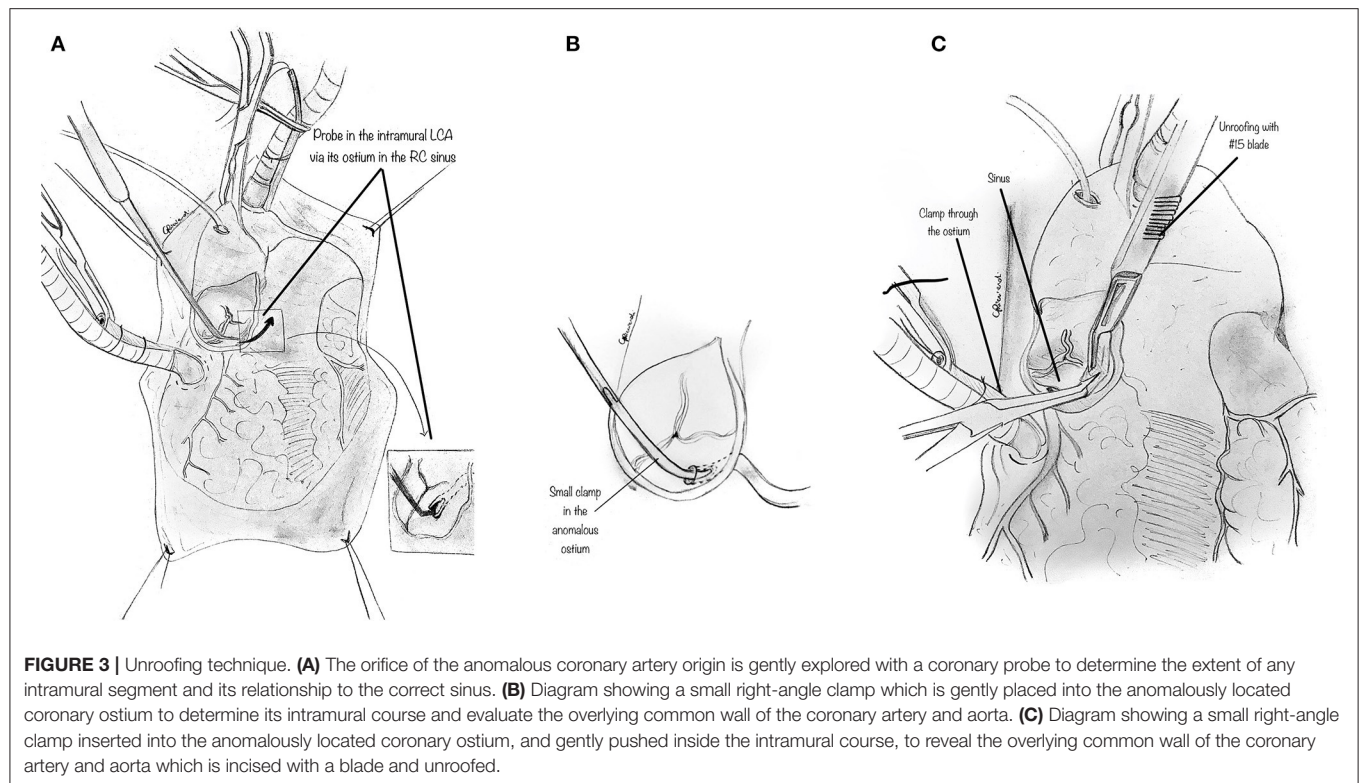 A
B
C
Probe in the intramural LCA
via its ostium in the RC sinus
Small clamp
in the
anomalous
ostium
Unroofing with
#15 blade
Sinus
Clamp through
the ostium
FIGURE 3 | Unroofing technique. (A) The orifice of the anomalous coronary artery origin is gently explored with a coronary probe to determine the extent of any
intramural segment and its relationship to the correct sinus. (B) Diagram showing a small right-angle clamp which is gently placed into the anomalously located
coronary ostium to determine its intramural course and evaluate the overlying common wall of the coronary artery and aorta. (C) Diagram showing a small right-angle
clamp inserted into the anomalously located coronary ostium, and gently pushed inside the intramural course, to reveal the overlying common wall of the coronary
artery and aorta which is incised with a blade and unroofed.